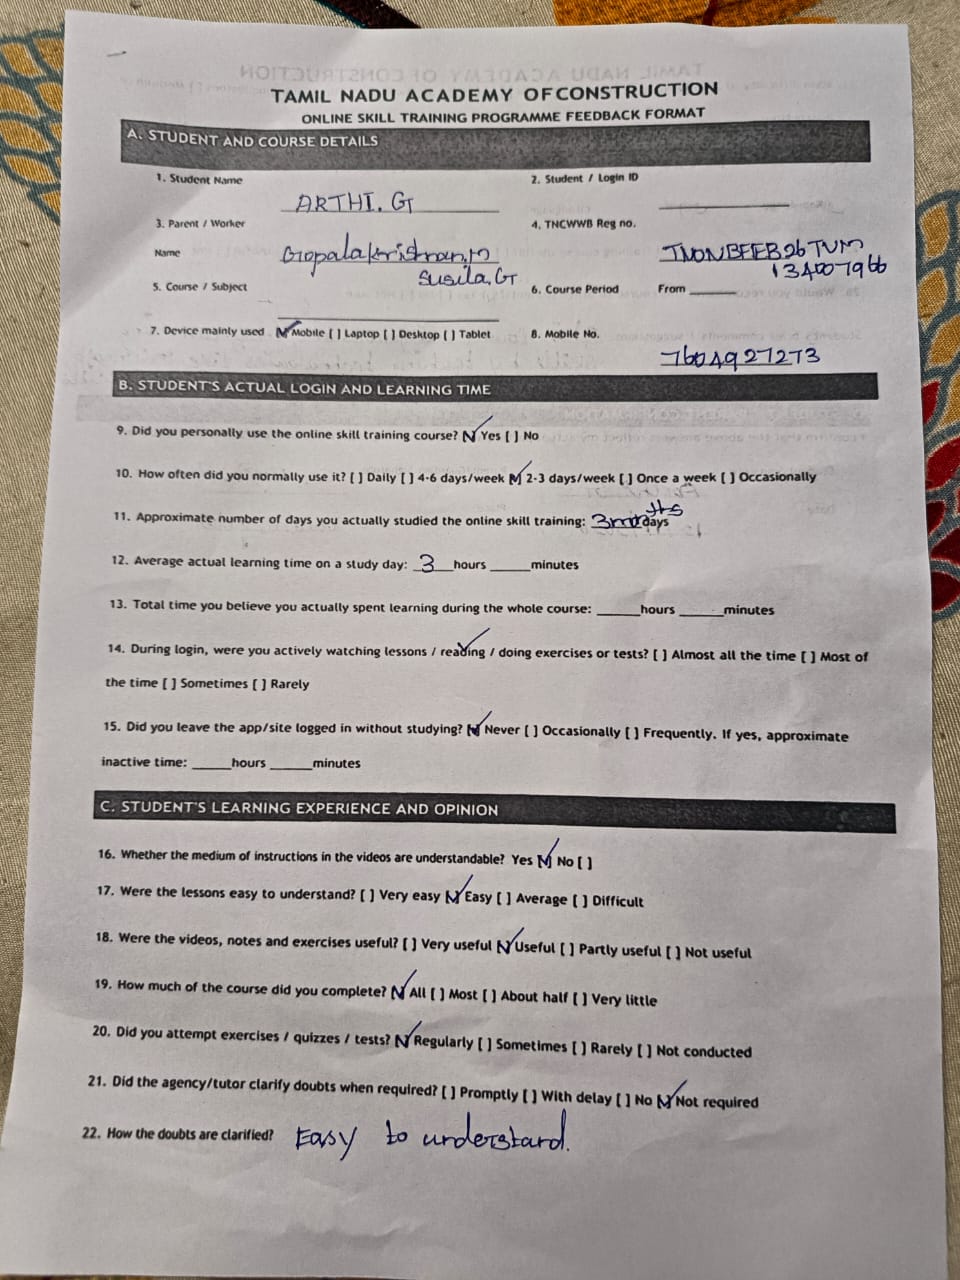 TAMIL NADU ACADEMY OFCONSTRUCTION
ONLINE SKILL TRAINING PROGRAMME FEEDBACK FORMAT
A. STUDENT AND COURSE DETAILS
1. Student Name ARTHI. G 2. Student / Login ID ________
3. Parent / Worker 4. TNCWWB Reg no.
Name Gopalakrishnan.M
Susila. G 134007966
5. Course / Subject 6. Course Period From ________
7. Device mainly used [✓] Mobile [ ] Laptop [ ] Desktop [ ] Tablet 8. Mobile No.
7604927273
B. STUDENT'S ACTUAL LOGIN AND LEARNING TIME
9. Did you personally use the online skill training course? [✓] Yes [ ] No
10. How often did you normally use it? [ ] Daily [ ] 4-6 days/week [✓] 2-3 days/week [ ] Once a week [ ] Occasionally
11. Approximate number of days you actually studied the online skill training: 3 months days
12. Average actual learning time on a study day: 3 hours ______minutes
13. Total time you believe you actually spent learning during the whole course: ______hours ______minutes
14. During login, were you actively watching lessons / reading / doing exercises or tests? [ ] Almost all the time [ ] Most of
the time [ ] Sometimes [ ] Rarely
15. Did you leave the app/site logged in without studying? [✓] Never [ ] Occasionally [ ] Frequently. If yes, approximate
inactive time: ______hours ______minutes
C. STUDENT'S LEARNING EXPERIENCE AND OPINION
16. Whether the medium of instructions in the videos are understandable? Yes [✓] No [ ]
17. Were the lessons easy to understand? [ ] Very easy [✓] Easy [ ] Average [ ] Difficult
18. Were the videos, notes and exercises useful? [ ] Very useful [✓] Useful [ ] Partly useful [ ] Not useful
19. How much of the course did you complete? [✓] All [ ] Most [ ] About half [ ] Very little
20. Did you attempt exercises / quizzes / tests? [✓] Regularly [ ] Sometimes [ ] Rarely [ ] Not conducted
21. Did the agency/tutor clarify doubts when required? [ ] Promptly [ ] With delay [ ] No [✓] Not required
22. How the doubts are clarified? Easy to understand.